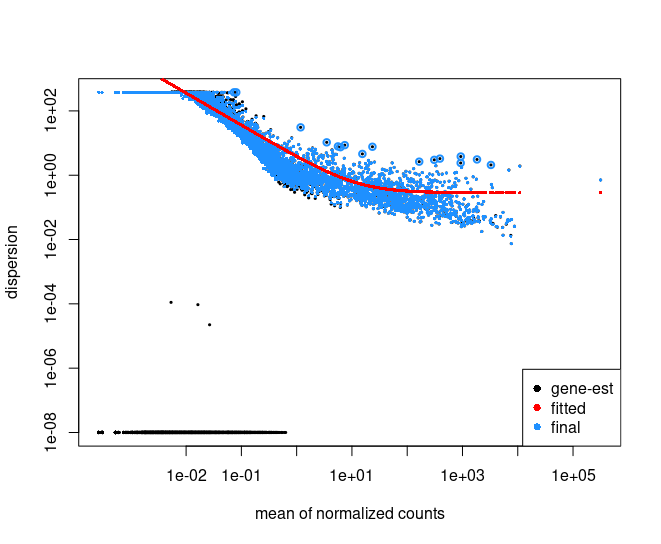 dispersion
1e+02
1e+00
1e-02
1e-04
1e-06
1e-08
gene-est
fitted
final
1e-02 1e-01 1e+01 1e+03 1e+05
mean of normalized counts